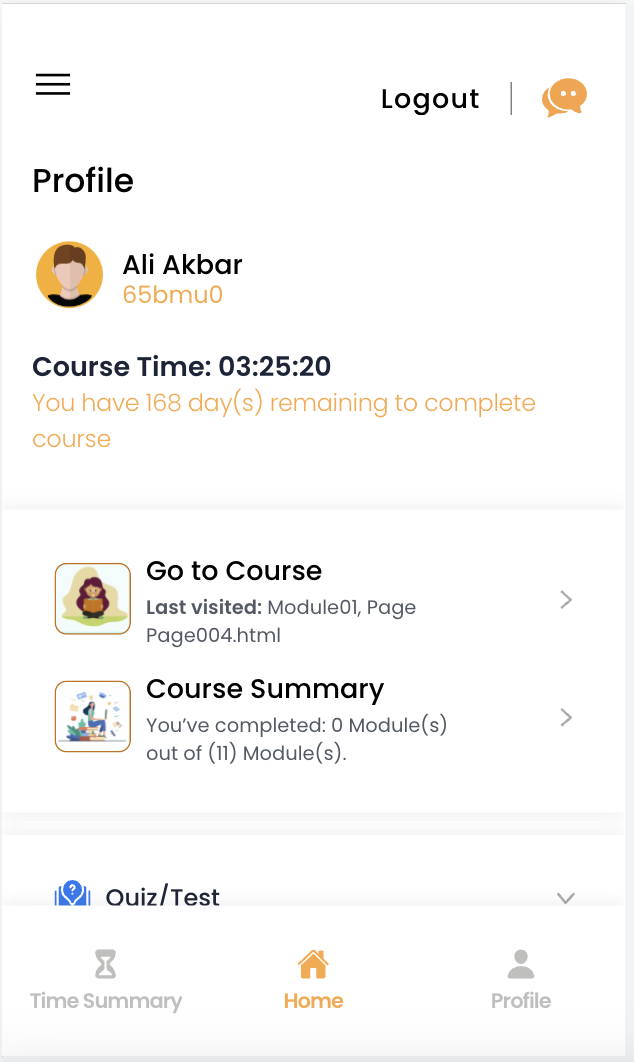 Logout
Profile
Ali Akbar
65bmu0
Course Time: 03:25:20
You have 168 day(s) remaining to complete
course
Go to Course
Last visited: Module01, Page
Page004.html
Course Summary
You’ve completed: 0 Module(s)
out of (11) Module(s).
?
Quiz/Test
Time Summary
Home
Profile